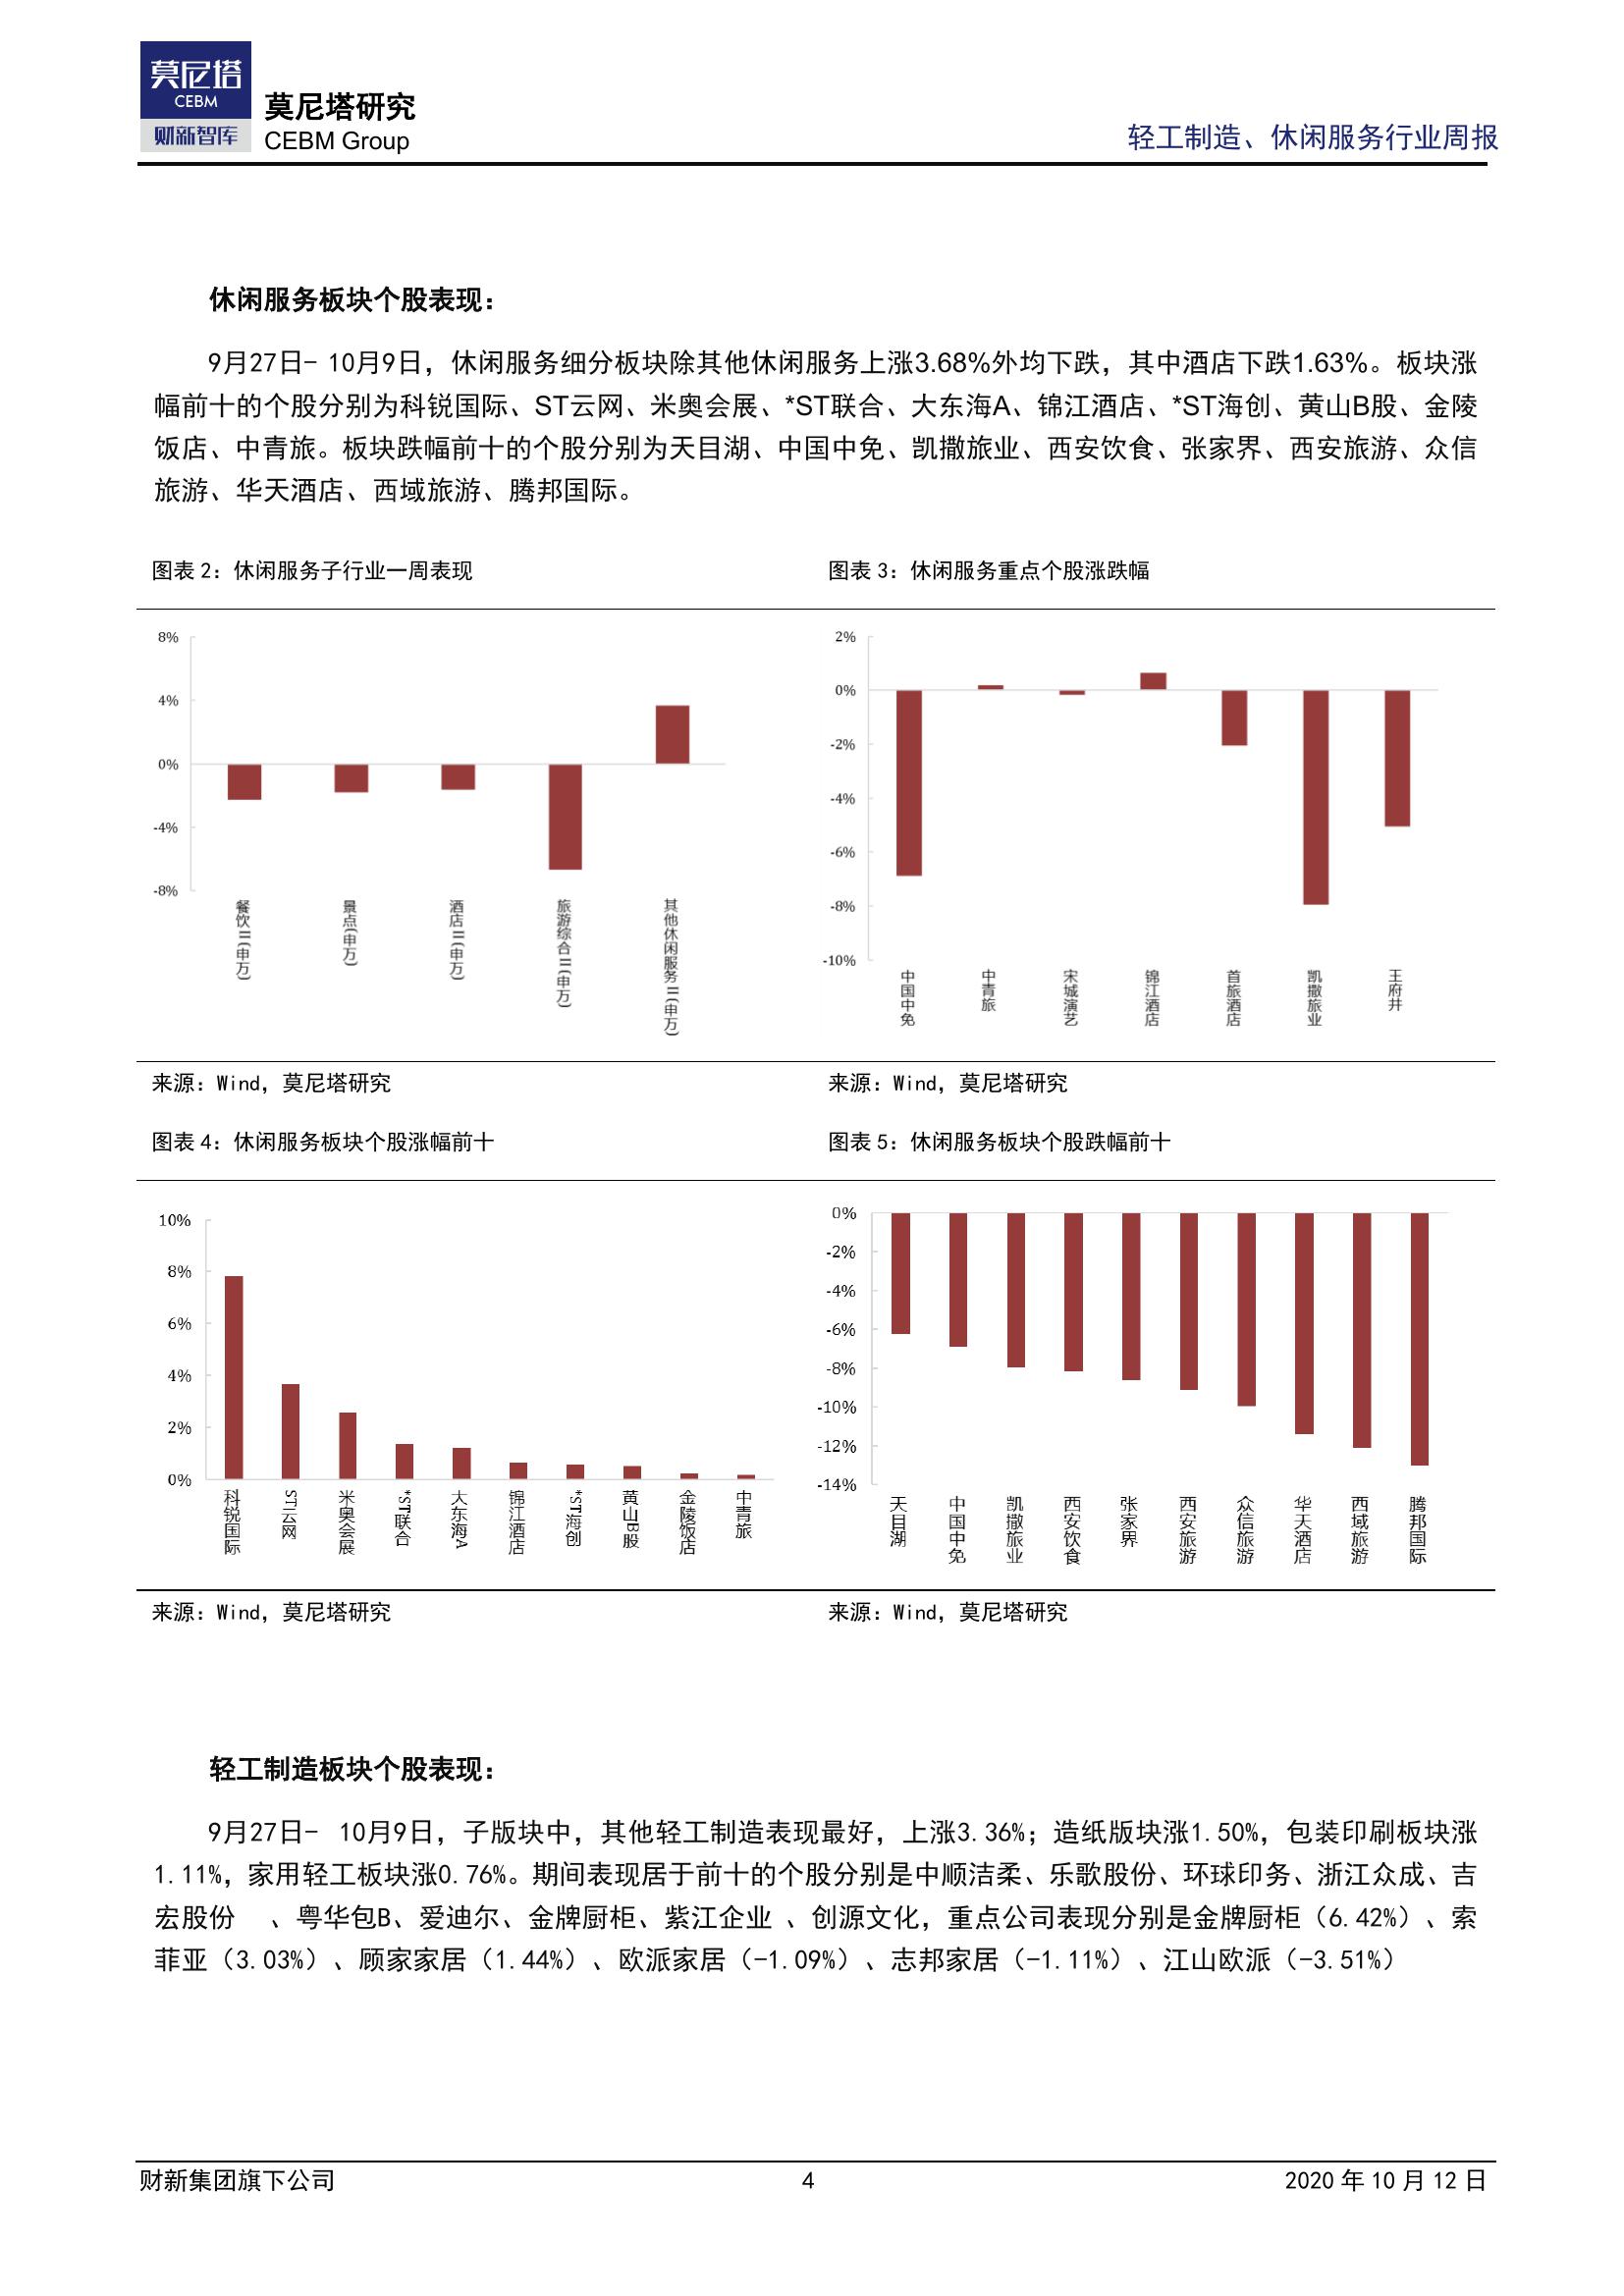 莫尼塔
CEBM
财新智库
莫尼塔研究
CEBM Group
轻工制造、休闲服务行业周报
休闲服务板块个股表现：
9月27日- 10月9日，休闲服务细分板块除其他休闲服务上涨3.68%外均下跌，其中酒店下跌1.63%。板块涨
幅前十的个股分别为科锐国际、ST云网、米奥会展、*ST联合、大东海A、锦江酒店、*ST海创、黄山B股、金陵
饭店、中青旅。板块跌幅前十的个股分别为天目湖、中国中免、凯撒旅业、西安饮食、张家界、西安旅游、众信
旅游、华天酒店、西域旅游、腾邦国际。
图表 2：休闲服务子行业一周表现
8%
4%
0%
-4%
-8%
餐饮II(申万)
景点(申万)
酒店II(申万)
旅游综合II(申万)
其他休闲服务II(申万)
来源：Wind，莫尼塔研究
图表 3：休闲服务重点个股涨跌幅
2%
0%
-2%
-4%
-6%
-8%
-10%
中国中免
中青旅
宋城演艺
锦江酒店
首旅酒店
凯撒旅业
王府井
来源：Wind，莫尼塔研究
图表 4：休闲服务板块个股涨幅前十
10%
8%
6%
4%
2%
0%
科锐国际
ST云网
米奥会展
*ST联合
大东海A
锦江酒店
*ST海创
黄山B股
金陵饭店
中青旅
来源：Wind，莫尼塔研究
图表 5：休闲服务板块个股跌幅前十
0%
-2%
-4%
-6%
-8%
-10%
-12%
-14%
天目湖
中国中免
凯撒旅业
西安饮食
张家界
西安旅游
众信旅游
华天酒店
西域旅游
腾邦国际
来源：Wind，莫尼塔研究
轻工制造板块个股表现：
9月27日- 10月9日，子版块中，其他轻工制造表现最好，上涨3.36%；造纸版块涨1.50%，包装印刷板块涨
1.11%，家用轻工板块涨0.76%。期间表现居于前十的个股分别是中顺洁柔、乐歌股份、环球印务、浙江众成、吉
宏股份 、粤华包B、爱迪尔、金牌厨柜、紫江企业 、创源文化，重点公司表现分别是金牌厨柜（6.42%）、索
菲亚（3.03%）、顾家家居（1.44%）、欧派家居（-1.09%）、志邦家居（-1.11%）、江山欧派（-3.51%）
财新集团旗下公司
4
2020 年 10 月 12 日